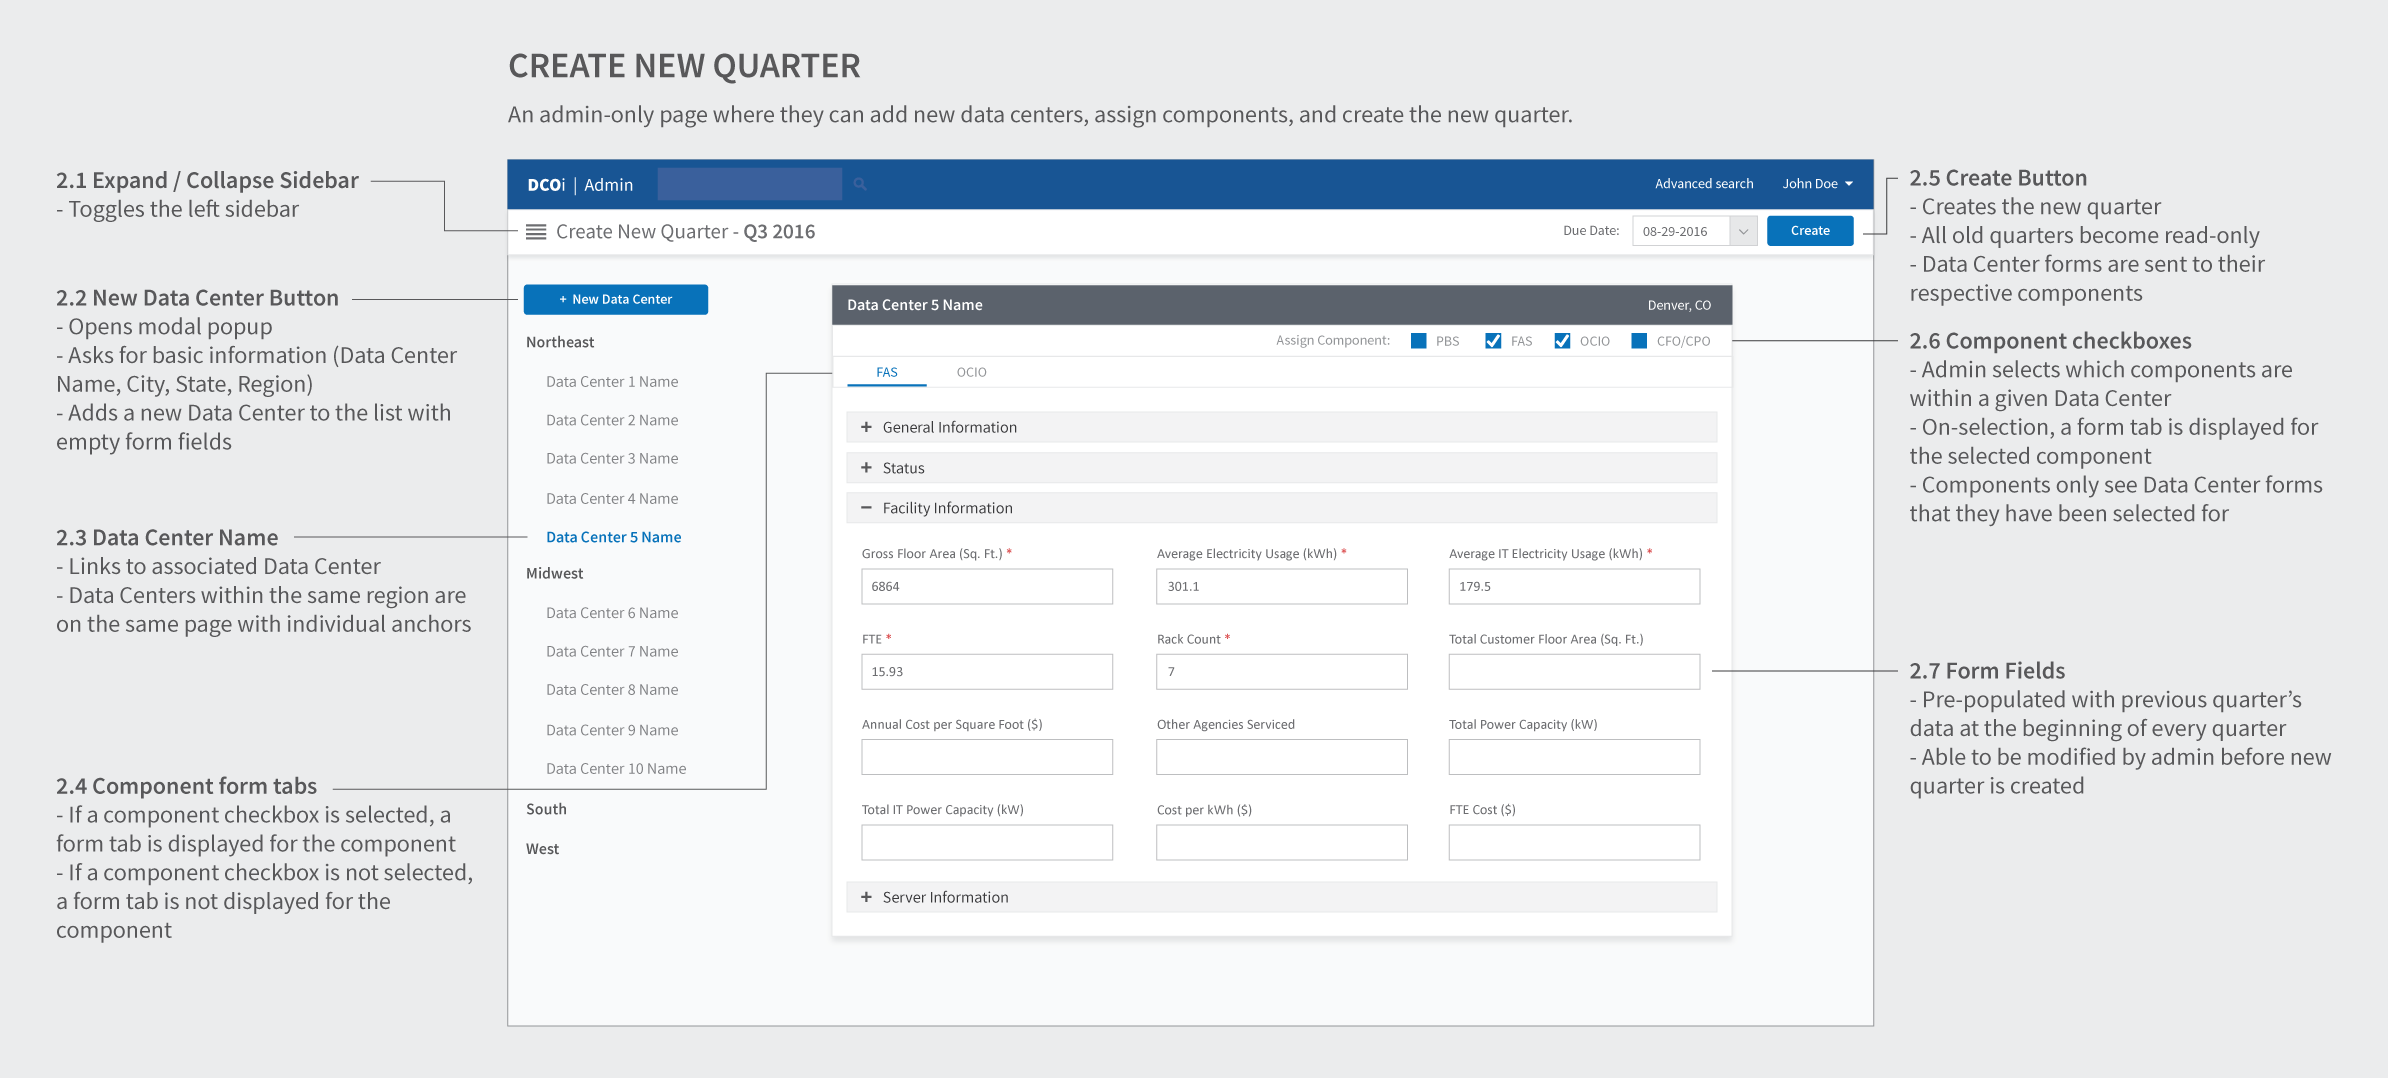 CREATE NEW QUARTER
An admin-only page where they can add new data centers, assign components, and create the new quarter.
2.1 Expand / Collapse Sidebar
- Toggles the left sidebar
2.2 New Data Center Button
- Opens modal popup
- Asks for basic information (Data Center
Name, City, State, Region)
- Adds a new Data Center to the list with
empty form fields
2.3 Data Center Name
- Links to associated Data Center
- Data Centers within the same region are
on the same page with individual anchors
2.4 Component form tabs
- If a component checkbox is selected, a
form tab is displayed for the component
- If a component checkbox is not selected,
a form tab is not displayed for the
component
DCOi | Admin
Advanced search
John Doe
Create New Quarter - Q3 2016
Due Date:
08-29-2016
Create
+ New Data Center
Northeast
Data Center 1 Name
Data Center 2 Name
Data Center 3 Name
Data Center 4 Name
Data Center 5 Name
Midwest
Data Center 6 Name
Data Center 7 Name
Data Center 8 Name
Data Center 9 Name
Data Center 10 Name
South
West
Data Center 5 Name
Denver, CO
Assign Component:
PBS
FAS
OCIO
CFO/CPO
FAS
OCIO
+ General Information
+ Status
− Facility Information
Gross Floor Area (Sq. Ft.) *
Average Electricity Usage (kWh) *
Average IT Electricity Usage (kWh) *
6864
301.1
179.5
FTE *
Rack Count *
Total Customer Floor Area (Sq. Ft.)
15.93
7
Annual Cost per Square Foot ($)
Other Agencies Serviced
Total Power Capacity (kW)
Total IT Power Capacity (kW)
Cost per kWh ($)
FTE Cost ($)
+ Server Information
2.5 Create Button
- Creates the new quarter
- All old quarters become read-only
- Data Center forms are sent to their
respective components
2.6 Component checkboxes
- Admin selects which components are
within a given Data Center
- On-selection, a form tab is displayed for
the selected component
- Components only see Data Center forms
that they have been selected for
2.7 Form Fields
- Pre-populated with previous quarter’s
data at the beginning of every quarter
- Able to be modified by admin before new
quarter is created